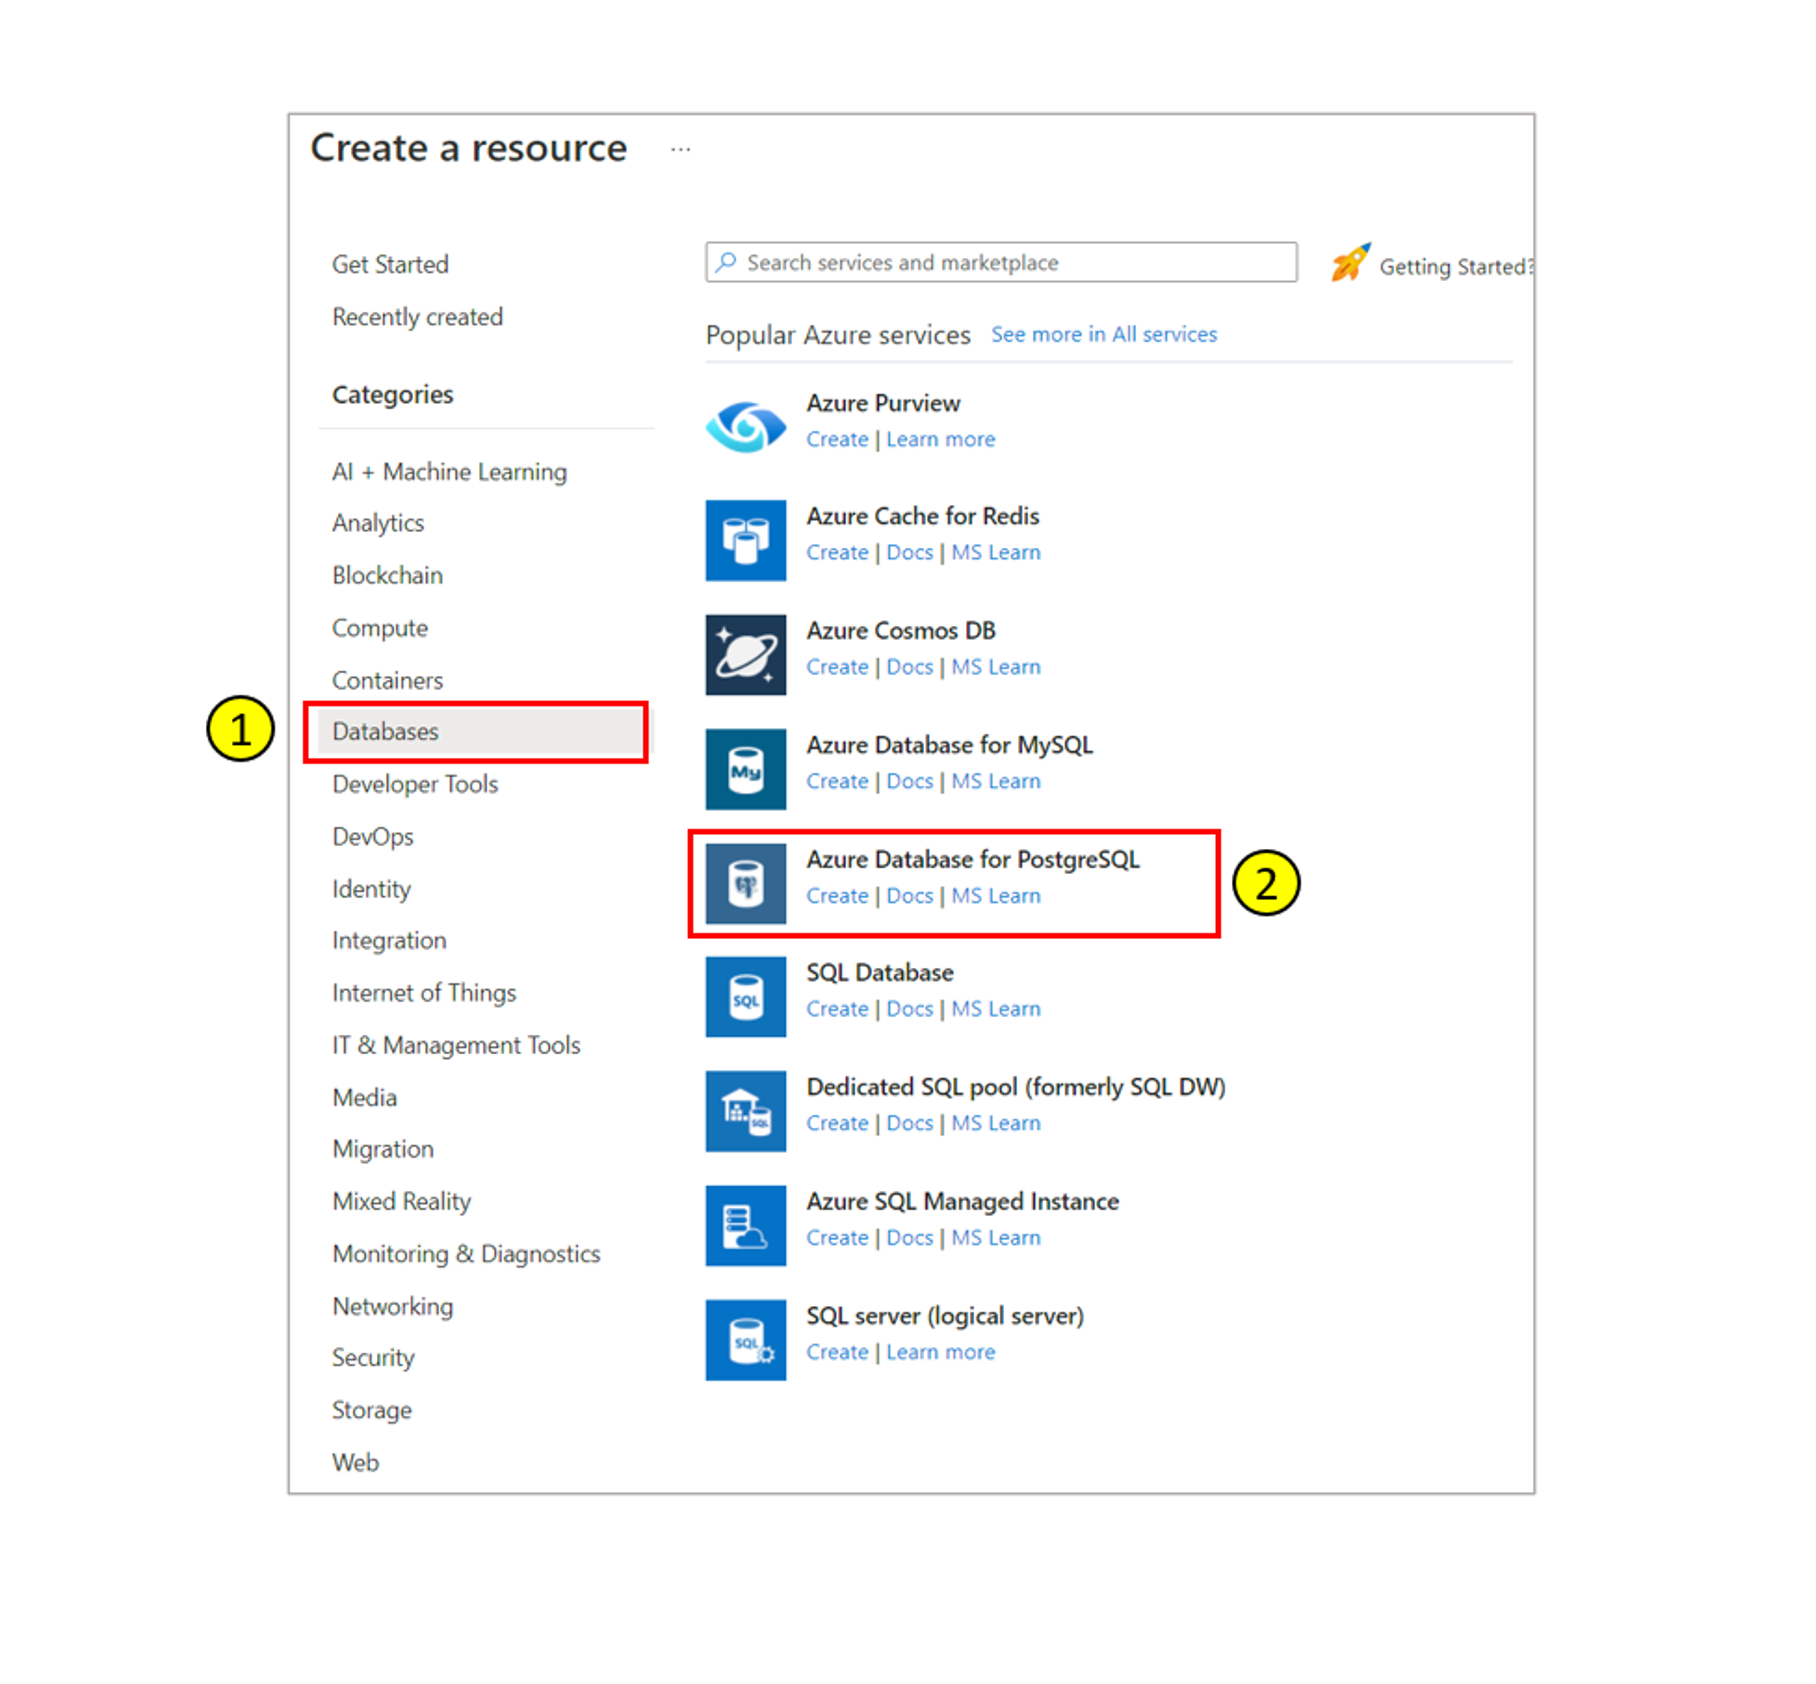 Create a resource ...
Get Started
Recently created
Categories
AI + Machine Learning
Analytics
Blockchain
Compute
Containers
1
Databases
Developer Tools
DevOps
Identity
Integration
Internet of Things
IT & Management Tools
Media
Migration
Mixed Reality
Monitoring & Diagnostics
Networking
Security
Storage
Web
Search services and marketplace
Getting Started?
Popular Azure services See more in All services
Azure Purview
Create | Learn more
Azure Cache for Redis
Create | Docs | MS Learn
Azure Cosmos DB
Create | Docs | MS Learn
My
Azure Database for MySQL
Create | Docs | MS Learn
Azure Database for PostgreSQL
Create | Docs | MS Learn
2
SQL
SQL Database
Create | Docs | MS Learn
SQL
Dedicated SQL pool (formerly SQL DW)
Create | Docs | MS Learn
Azure SQL Managed Instance
Create | Docs | MS Learn
SQL
SQL server (logical server)
Create | Learn more